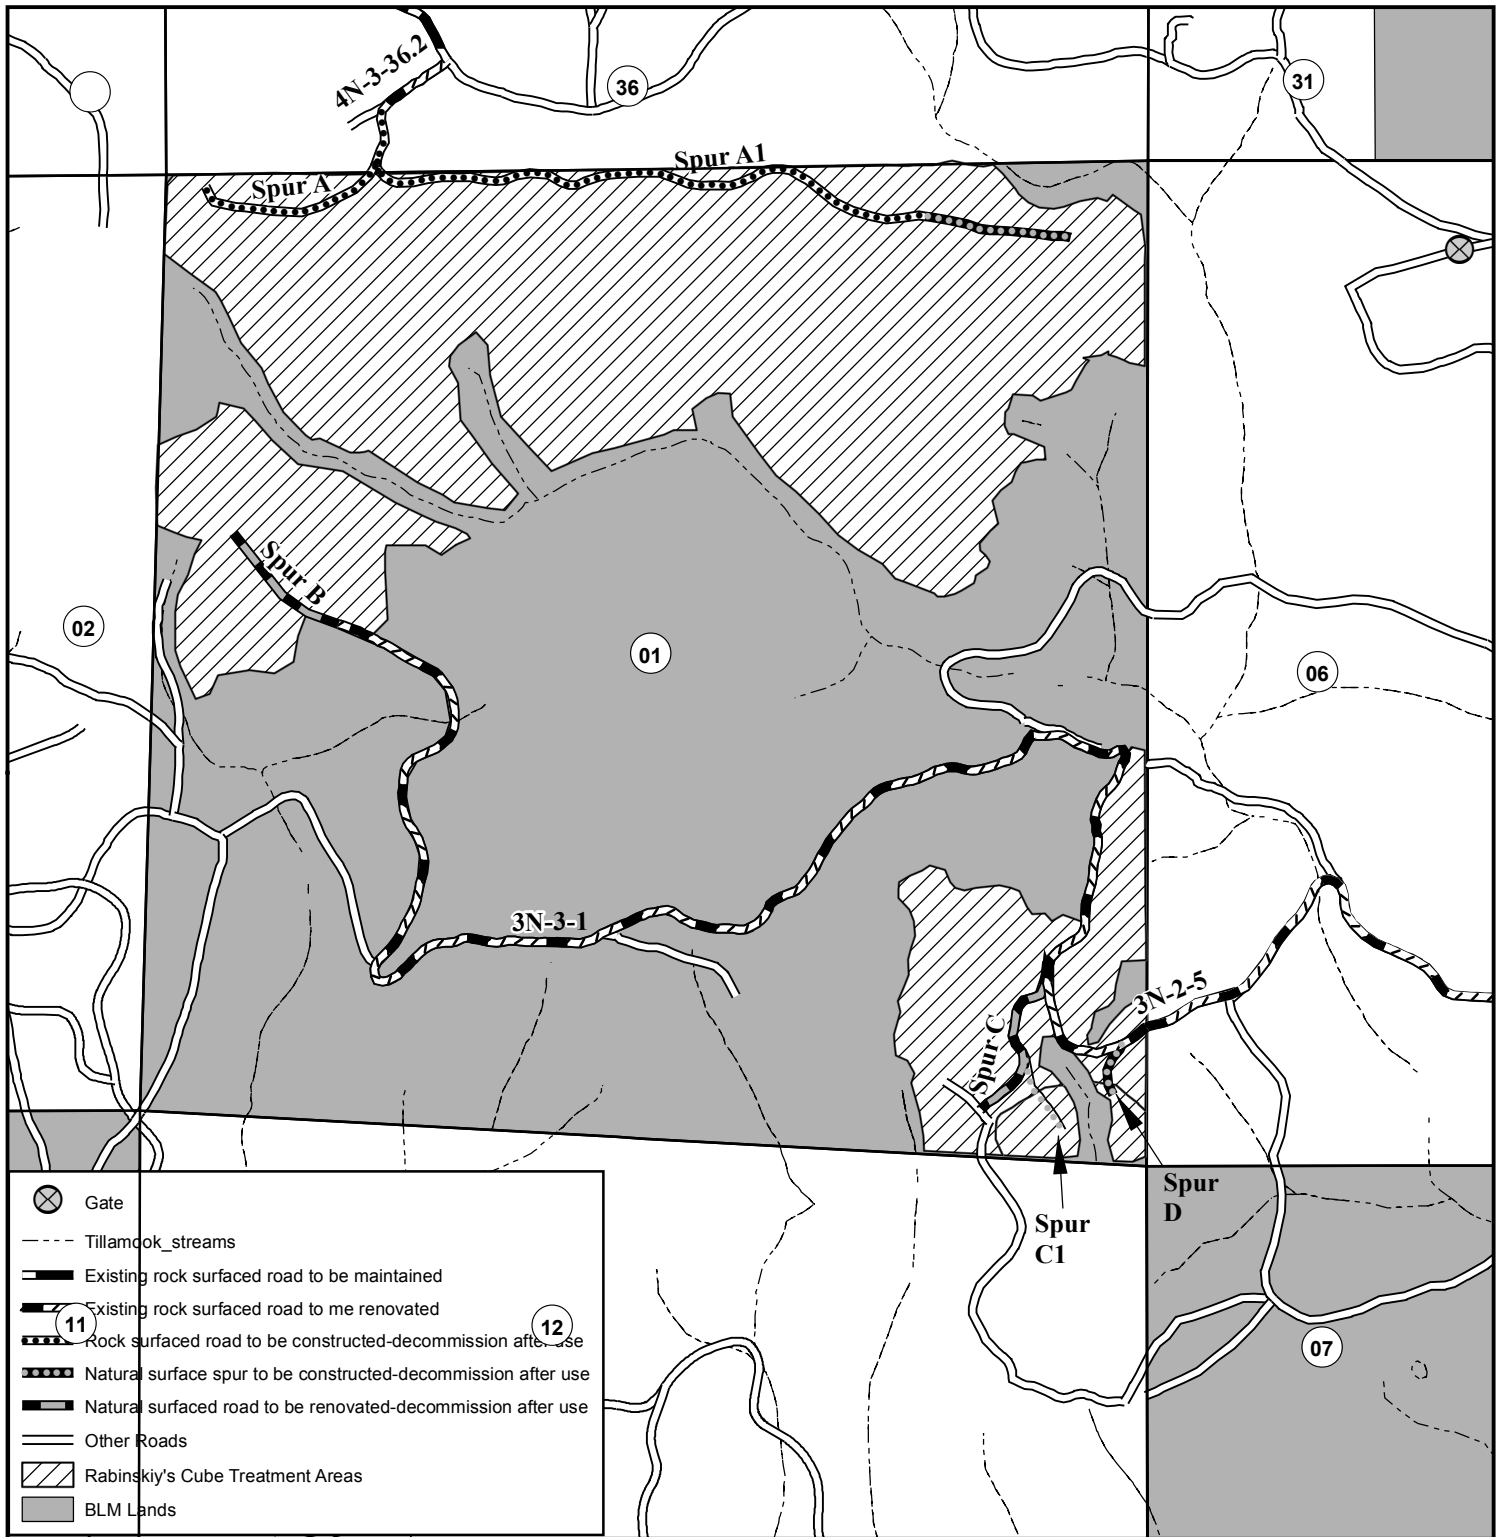 4N-3-36.2
36
31
Spur A1
Spur A
Spur B
02
01
06
3N-3-1
3N-2-5
Spur C
Spur
D
Spur
C1
Gate
Tillamook_streams
Existing rock surfaced road to be maintained
Existing rock surfaced road to me renovated
11
12
Rock surfaced road to be constructed-decommission after use
07
Natural surface spur to be constructed-decommission after use
Natural surfaced road to be renovated-decommission after use
Other Roads
Rabinskiy's Cube Treatment Areas
BLM Lands